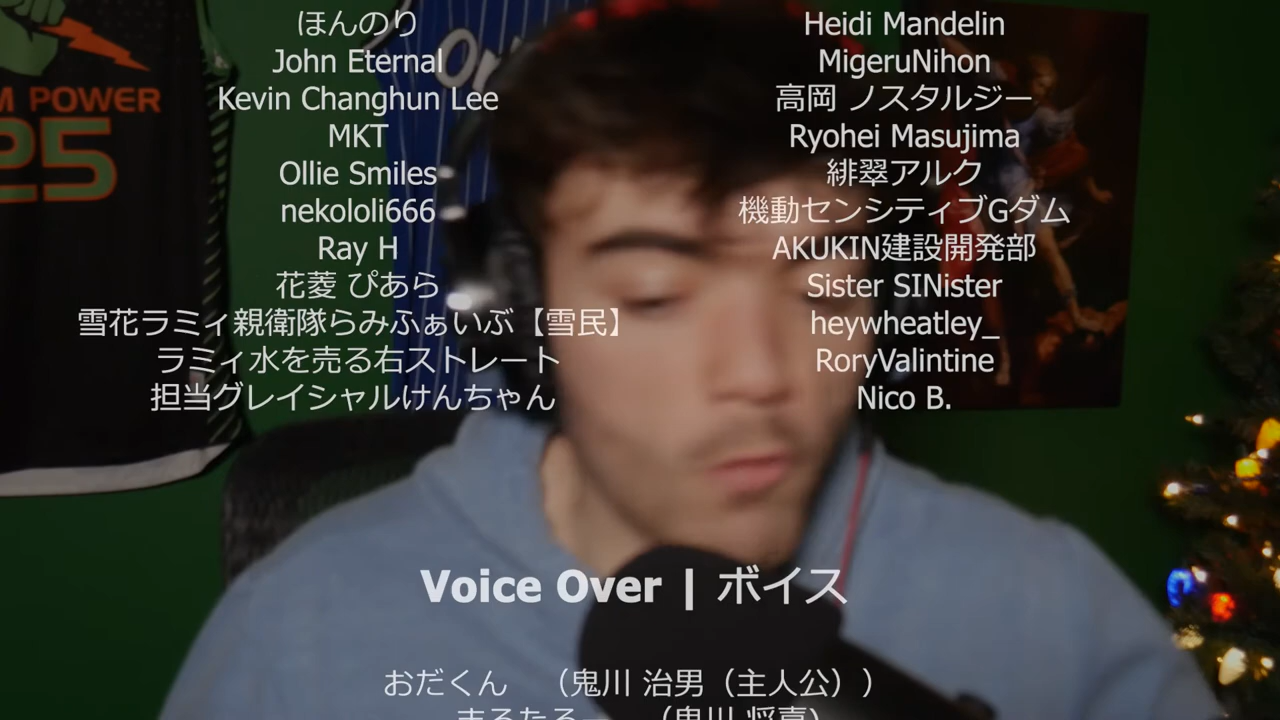 ほんのり
John Eternal
Kevin Changhun Lee
MKT
Ollie Smiles
nekololi666
Ray H
花菱 ぴあら
雪花ラミィ親衛隊らみふぁいぶ【雪民】
ラミィ水を売る右ストレート
担当グレイシャルけんちゃん
Heidi Mandelin
MigeruNihon
高岡 ノスタルジー
Ryohei Masujima
緋翠アルク
機動センシティブGダム
AKUKIN建設開発部
Sister SINister
heywheatley_
RoryValintine
Nico B.
POWER
25
Voice Over | ボイス
おだくん （鬼川 治男（主人公））